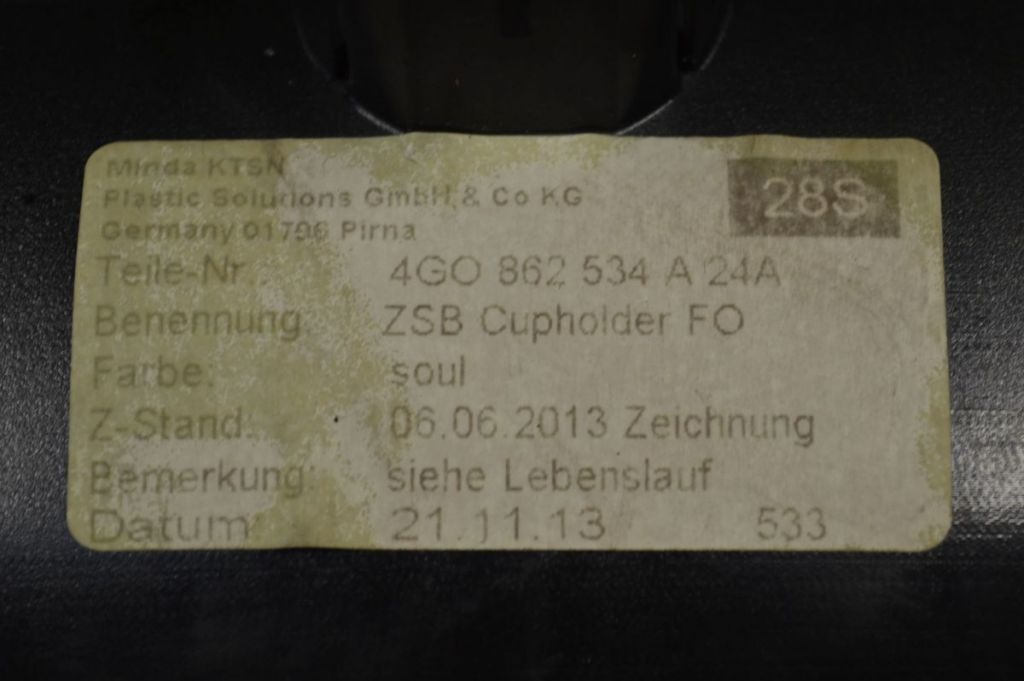 Minda KTSN
28S
Plastic Solutions GmbH & Co KG
Germany 01796 Pirna
Teile-Nr.: 4GO 862 534 A 24A
Benennung: ZSB Cupholder FO
Farbe: soul
Z-Stand: 06.06.2013 Zeichnung
Bemerkung: siehe Lebenslauf
Datum: 21.11.13 533